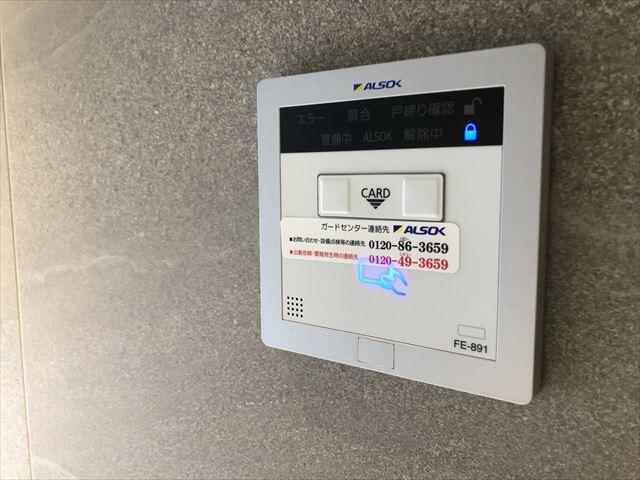 ALSOK
エラー 照合 戸締り確認
警備中 ALSOK 解除中
CARD
ガードセンター連絡先 ALSOK
■お問い合わせ・設備点検等の連絡先 0120-86-3659
■出動依頼・警報発生時の連絡先 0120-49-3659
FE-891